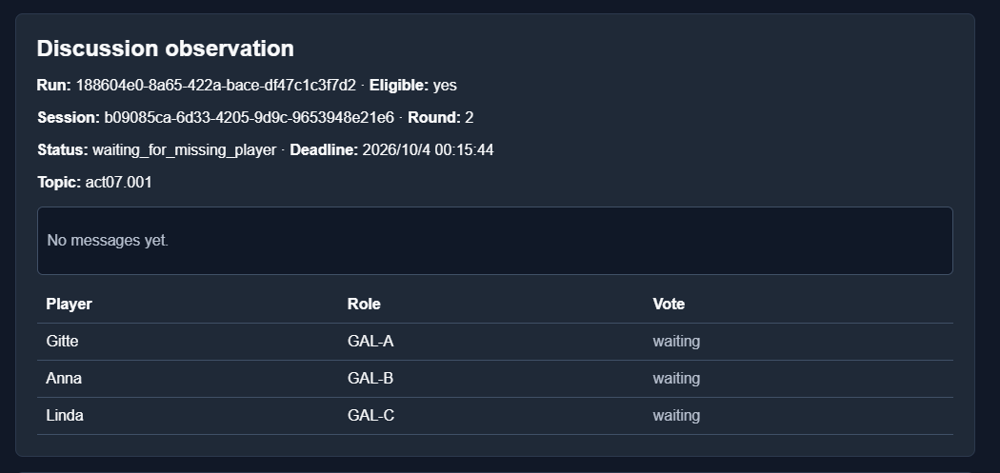 Discussion observation
Run: 188604e0-8a65-422a-bace-df47c1c3f7d2 · Eligible: yes
Session: b09085ca-6d33-4205-9d9c-9653948e21e6 · Round: 2
Status: waiting_for_missing_player · Deadline: 2026/10/4 00:15:44
Topic: act07.001
No messages yet.
Player Role Vote
Gitte GAL-A waiting
Anna GAL-B waiting
Linda GAL-C waiting